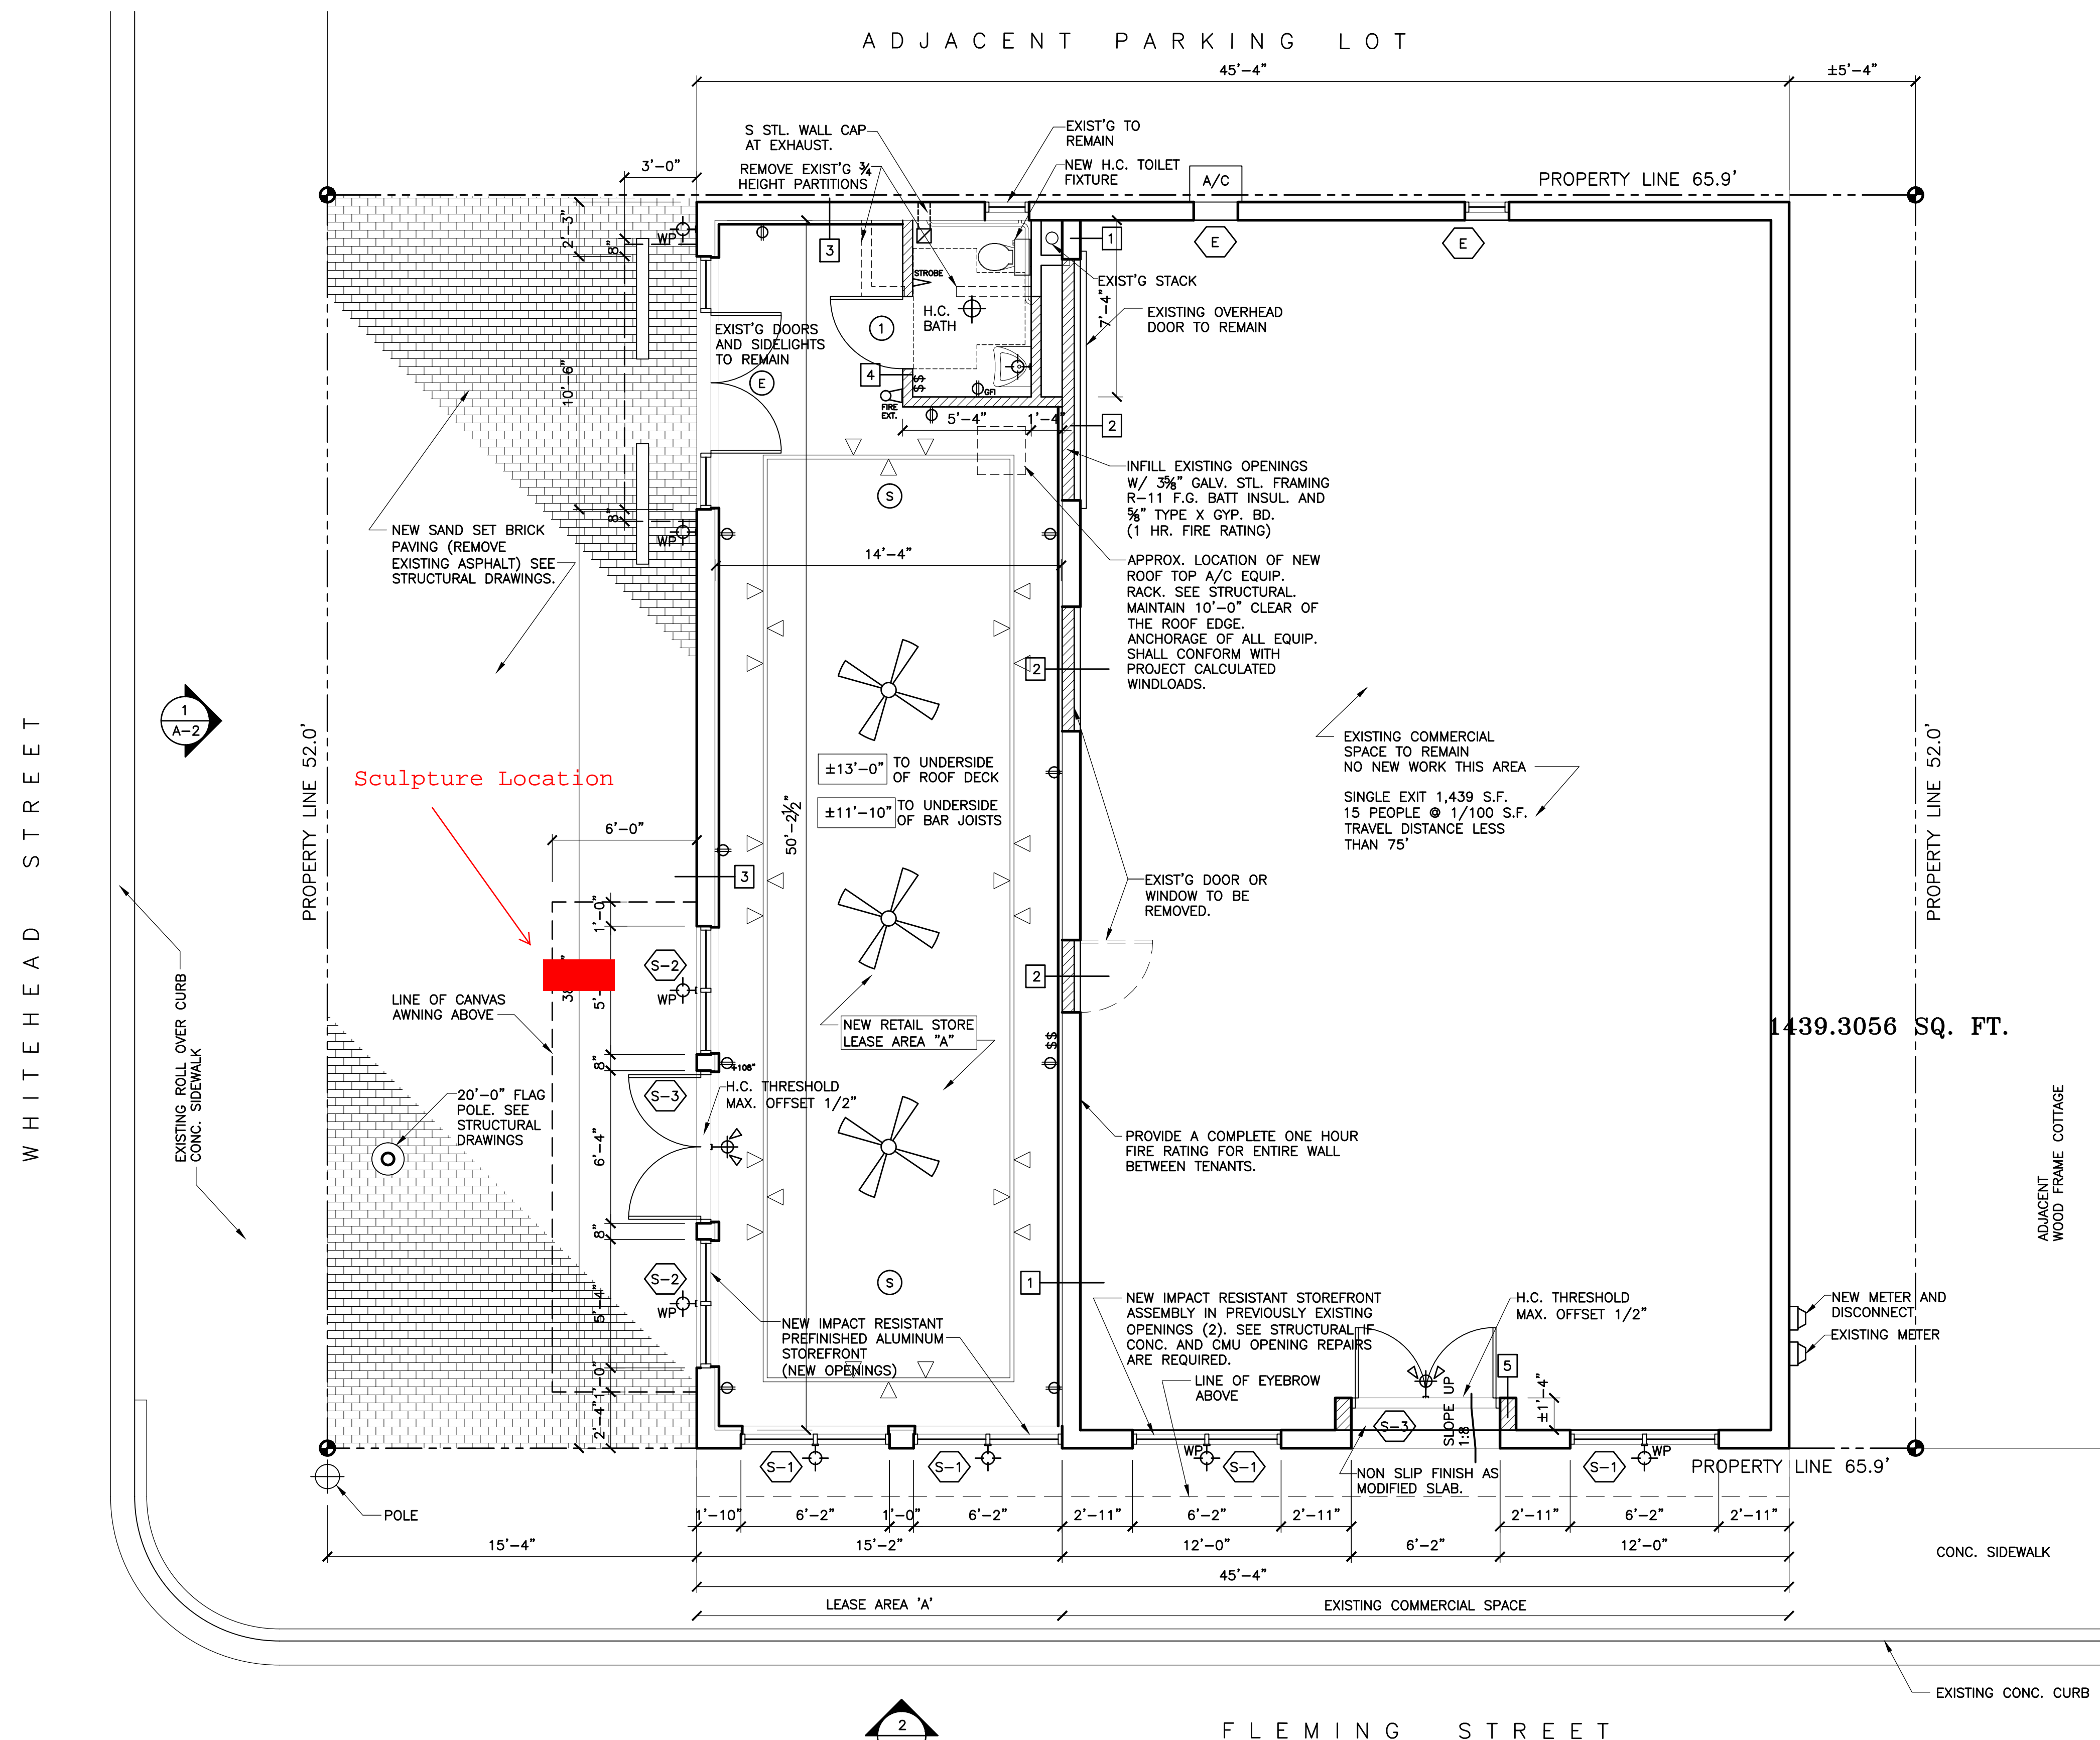 ADJACENT PARKING LOT
45'-4"
±5'-4"
S STL. WALL CAP
AT EXHAUST.
EXIST'G TO
REMAIN
3'-0"
REMOVE EXIST'G ¾
HEIGHT PARTITIONS
NEW H.C. TOILET
FIXTURE
A/C
PROPERTY LINE 65.9'
2'-3"
8"
WP
3
1
E
E
STROBE
EXIST'G STACK
H.C.
BATH
1
7'-4"
EXISTING OVERHEAD
DOOR TO REMAIN
EXIST'G DOORS
AND SIDELIGHTS
TO REMAIN
E
10'-6"
4
$$
GFI
FIRE
EXT.
5'-4"
1'-4"
2
INFILL EXISTING OPENINGS
W/ 3⅝" GALV. STL. FRAMING
R-11 F.G. BATT INSUL. AND
⅝" TYPE X GYP. BD.
(1 HR. FIRE RATING)
S
8"
WP
NEW SAND SET BRICK
PAVING (REMOVE
EXISTING ASPHALT) SEE
STRUCTURAL DRAWINGS.
14'-4"
APPROX. LOCATION OF NEW
ROOF TOP A/C EQUIP.
RACK. SEE STRUCTURAL.
MAINTAIN 10'-0" CLEAR OF
THE ROOF EDGE.
ANCHORAGE OF ALL EQUIP.
SHALL CONFORM WITH
PROJECT CALCULATED
WINDLOADS.
2
1
A-2
WHITEHEAD STREET
PROPERTY LINE 52.0'
Sculpture Location
±13'-0" TO UNDERSIDE
OF ROOF DECK
±11'-10" TO UNDERSIDE
OF BAR JOISTS
50'-2½"
EXISTING COMMERCIAL
SPACE TO REMAIN
NO NEW WORK THIS AREA
SINGLE EXIT 1,439 S.F.
15 PEOPLE @ 1/100 S.F.
TRAVEL DISTANCE LESS
THAN 75'
PROPERTY LINE 52.0'
6'-0"
3
EXIST'G DOOR OR
WINDOW TO BE
REMOVED.
1'-0"
S-2
WP
2
LINE OF CANVAS
AWNING ABOVE
EXISTING ROLL OVER CURB
CONC. SIDEWALK
NEW RETAIL STORE
LEASE AREA "A"
$$
1439.3056 SQ. FT.
8"
+108"
S-3
H.C. THRESHOLD
MAX. OFFSET 1/2"
20'-0" FLAG
POLE. SEE
STRUCTURAL
DRAWINGS
6'-4"
PROVIDE A COMPLETE ONE HOUR
FIRE RATING FOR ENTIRE WALL
BETWEEN TENANTS.
ADJACENT
WOOD FRAME COTTAGE
8"
S-2
WP
5'-4"
S
1
NEW IMPACT RESISTANT
PREFINISHED ALUMINUM
STOREFRONT
(NEW OPENINGS)
NEW IMPACT RESISTANT STOREFRONT
ASSEMBLY IN PREVIOUSLY EXISTING
OPENINGS (2). SEE STRUCTURAL IF
CONC. AND CMU OPENING REPAIRS
ARE REQUIRED.
H.C. THRESHOLD
MAX. OFFSET 1/2"
NEW METER AND
DISCONNECT
EXISTING METER
LINE OF EYEBROW
ABOVE
5
±1'-4"
1'-0"
2'-4"
SLOPE UP
1:8
S-3
S-1
S-1
WP
S-1
S-1
WP
NON SLIP FINISH AS
MODIFIED SLAB.
PROPERTY LINE 65.9'
POLE
1'-10"
6'-2"
1'-0"
6'-2"
2'-11"
6'-2"
2'-11"
2'-11"
6'-2"
2'-11"
15'-4"
15'-2"
12'-0"
6'-2"
12'-0"
CONC. SIDEWALK
45'-4"
LEASE AREA 'A'
EXISTING COMMERCIAL SPACE
EXISTING CONC. CURB
2
FLEMING STREET